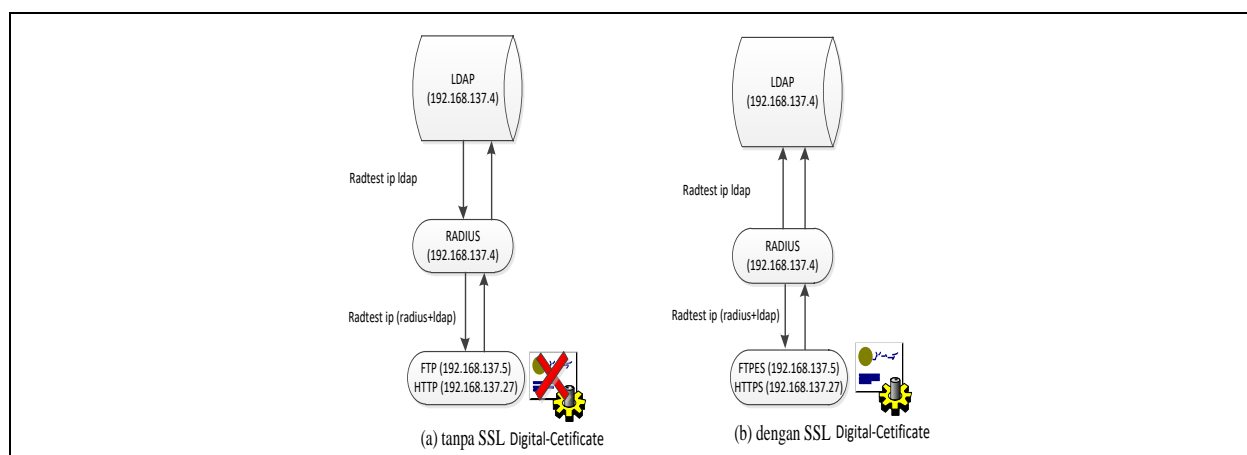 LDAP
(192.168.137.4)
Radtest ip ldap
RADIUS
(192.168.137.4)
Radtest ip (radius+ldap)
FTP (192.168.137.5)
HTTP (192.168.137.27)
(a) tanpa SSL Digital-Cetificate
LDAP
(192.168.137.4)
Radtest ip ldap
RADIUS
(192.168.137.4)
Radtest ip (radius+ldap)
FTPES (192.168.137.5)
HTTPS (192.168.137.27)
(b) dengan SSL Digital-Cetificate